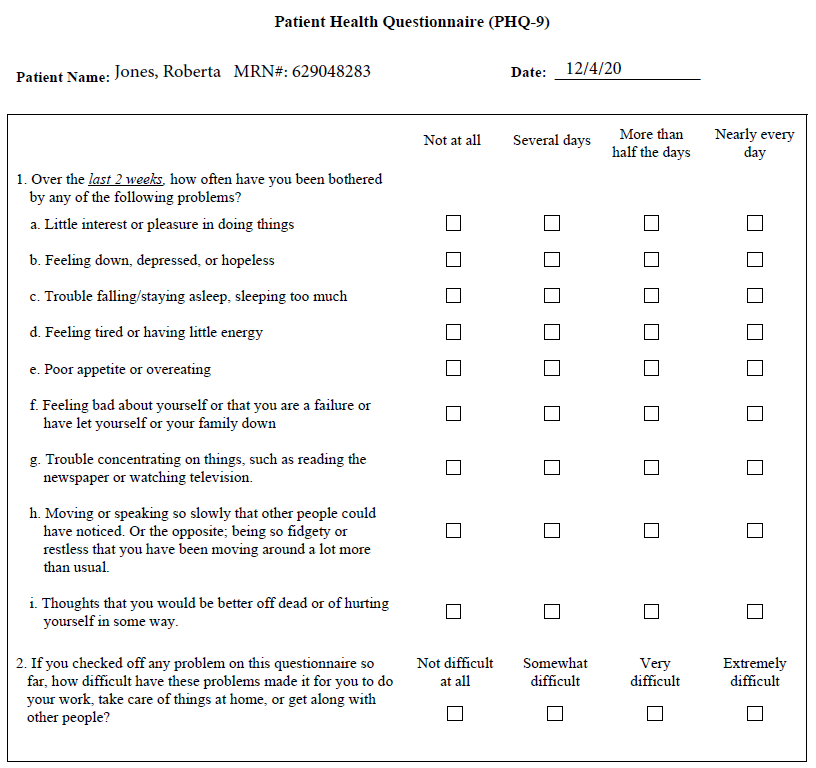 Patient Health Questionnaire (PHQ-9)
Patient Name: Jones, Roberta MRN#: 629048283 Date: 12/4/20
Not at all Several days More than half the days Nearly every day
1. Over the last 2 weeks, how often have you been bothered
by any of the following problems?
a. Little interest or pleasure in doing things
b. Feeling down, depressed, or hopeless
c. Trouble falling/staying asleep, sleeping too much
d. Feeling tired or having little energy
e. Poor appetite or overeating
f. Feeling bad about yourself or that you are a failure or
have let yourself or your family down
g. Trouble concentrating on things, such as reading the
newspaper or watching television.
h. Moving or speaking so slowly that other people could
have noticed. Or the opposite; being so fidgety or
restless that you have been moving around a lot more
than usual.
i. Thoughts that you would be better off dead or of hurting
yourself in some way.
2. If you checked off any problem on this questionnaire so
far, how difficult have these problems made it for you to do
your work, take care of things at home, or get along with
other people?
Not difficult at all Somewhat difficult Very difficult Extremely difficult